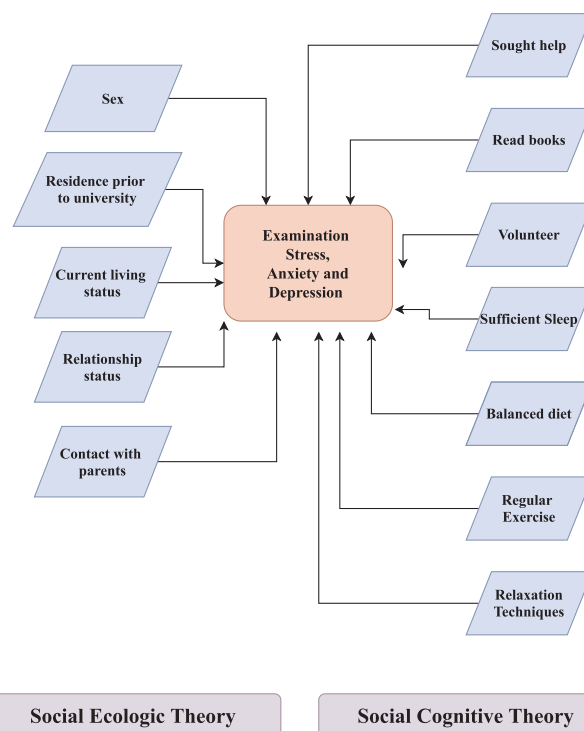 Sex
Residence prior
to university
Current living
status
Relationship
status
Contact with
parents
Examination
Stress,
Anxiety and
Depression
Sought help
Read books
Volunteer
Sufficient Sleep
Balanced diet
Regular
Exercise
Relaxation
Techniques
Social Ecologic Theory
Social Cognitive Theory